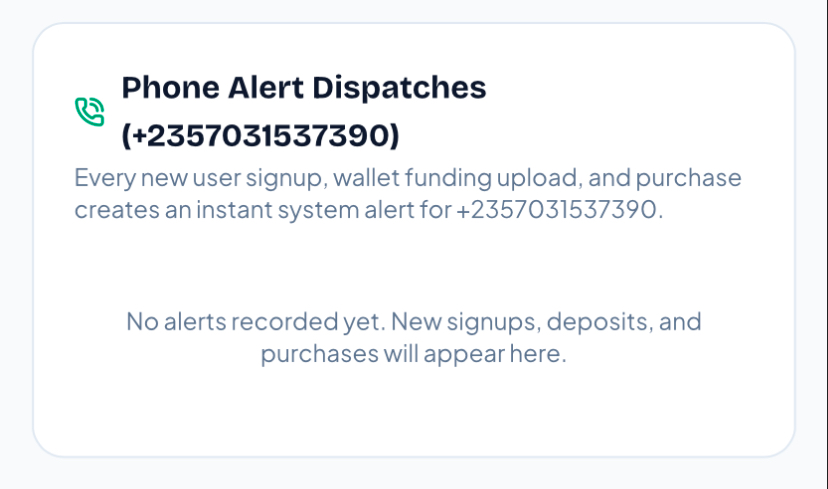 Phone Alert Dispatches
(+2357031537390)
Every new user signup, wallet funding upload, and purchase
creates an instant system alert for +2357031537390.
No alerts recorded yet. New signups, deposits, and
purchases will appear here.